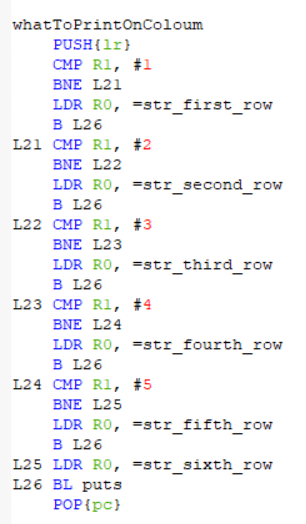 whatToPrintOnColoum
PUSH{lr}
CMP R1, #1
BNE L21
LDR R0, =str_first_row
B L26
L21 CMP R1, #2
BNE L22
LDR R0, =str_second_row
B L26
L22 CMP R1, #3
BNE L23
LDR R0, =str_third_row
B L26
L23 CMP R1, #4
BNE L24
LDR R0, =str_fourth_row
B L26
L24 CMP R1, #5
BNE L25
LDR R0, =str_fifth_row
B L26
L25 LDR R0, =str_sixth_row
L26 BL puts
POP{pc}